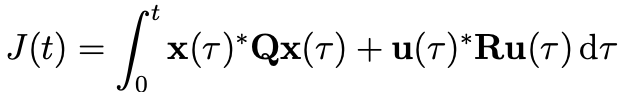 J(t) = ∫₀ᵗ x(τ)*Qx(τ) + u(τ)*Ru(τ) dτ